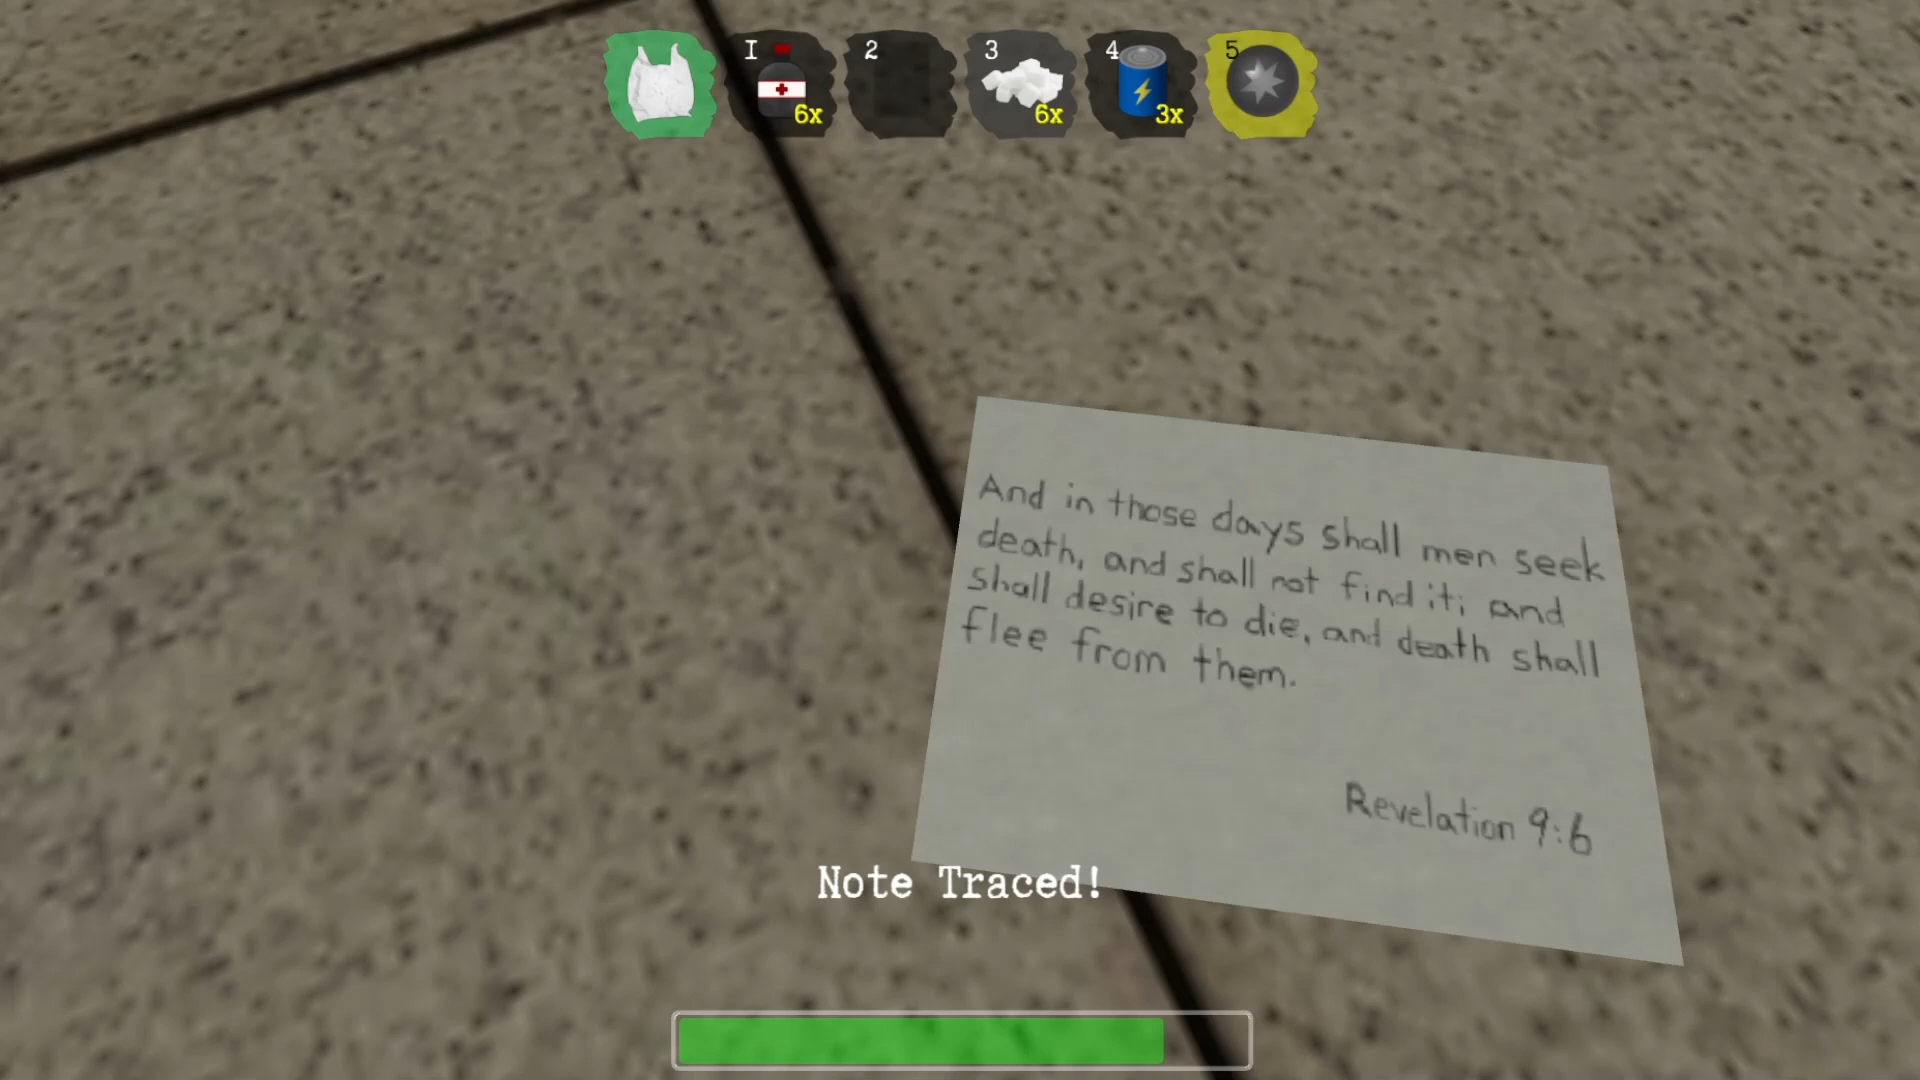 I
6x
2
3
6x
4
3x
5
And in those days shall men seek
death, and shall not find it; and
shall desire to die, and death shall
flee from them.
Revelation 9:6
Note Traced!